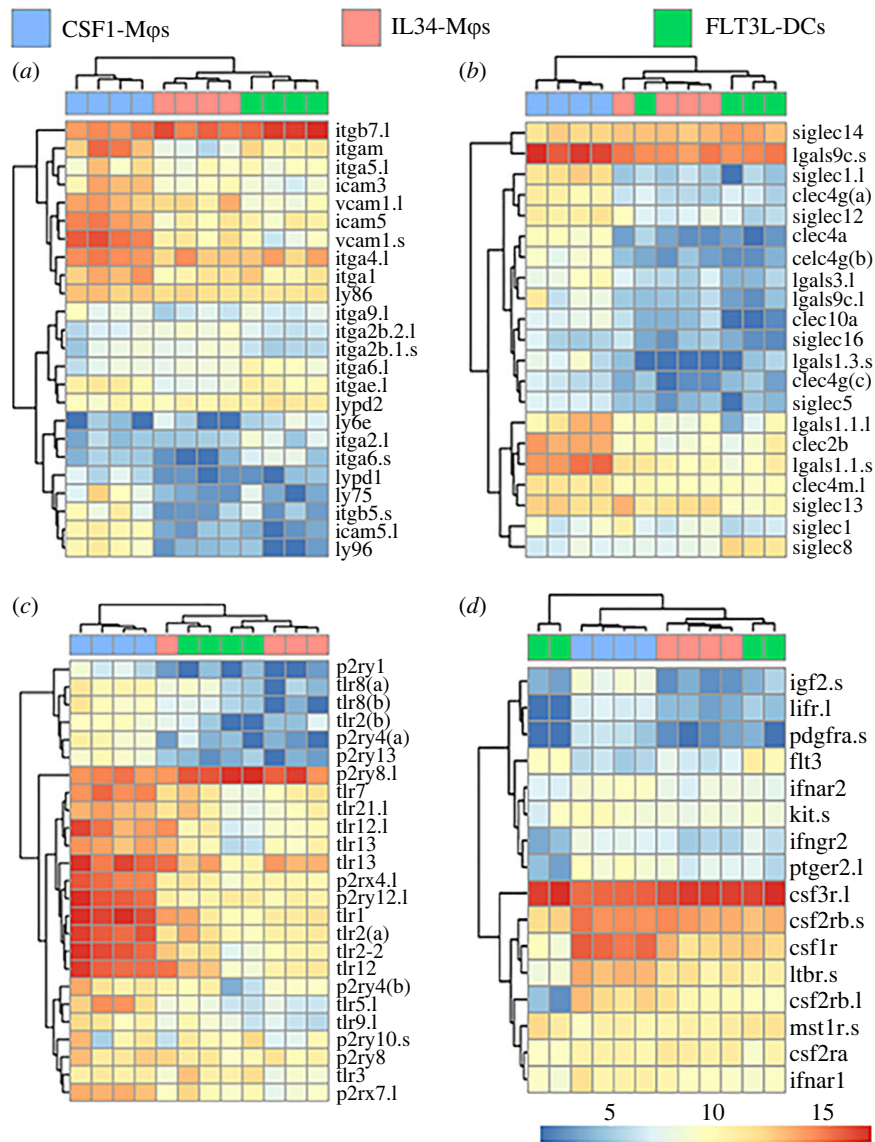 CSF1-Mφs
IL34-Mφs
FLT3L-DCs
(a)
itgb7.l
itgam
itga5.l
icam3
vcam1.l
icam5
vcam1.s
itga4.l
itga1
ly86
itga9.l
itga2b.2.l
itga2b.1.s
itga6.l
itgae.l
lypd2
ly6e
itga2.l
itga6.s
lypd1
ly75
itgb5.s
icam5.l
ly96
(b)
siglec14
lgals9c.s
siglec1.l
clec4g(a)
siglec12
clec4a
celc4g(b)
lgals3.l
lgals9c.l
clec10a
siglec16
lgals1.3.s
clec4g(c)
siglec5
lgals1.1.l
clec2b
lgals1.1.s
clec4m.l
siglec13
siglec1
siglec8
(c)
p2ry1
tlr8(a)
tlr8(b)
tlr2(b)
p2ry4(a)
p2ry13
p2ry8.l
tlr7
tlr21.l
tlr12.l
tlr13
tlr13
p2rx4.l
p2ry12.l
tlr1
tlr2(a)
tlr2-2
tlr12
p2ry4(b)
tlr5.l
tlr9.l
p2ry10.s
p2ry8
tlr3
p2rx7.l
(d)
igf2.s
lifr.l
pdgfra.s
flt3
ifnar2
kit.s
ifngr2
ptger2.l
csf3r.l
csf2rb.s
csf1r
ltbr.s
csf2rb.l
mst1r.s
csf2ra
ifnar1
5 10 15